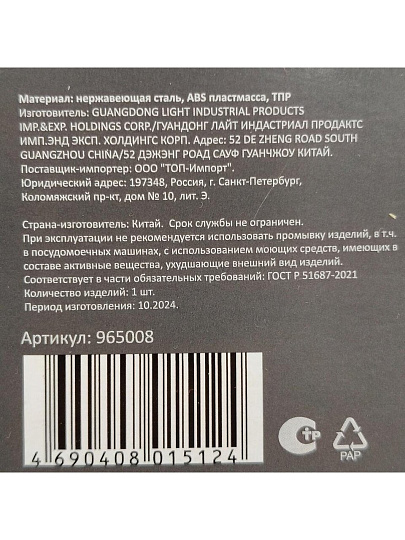 Материал: нержавеющая сталь, ABS пластмасса, ТПР
Изготовитель: GUANGDONG LIGHT INDUSTRIAL PRODUCTS
IMP.&EXP. HOLDINGS CORP./ГУАНДОНГ ЛАЙТ ИНДАСТРИАЛ ПРОДАКТС
ИМП.ЭНД ЭКСП. ХОЛДИНГС КОРП. Адрес: 52 DE ZHENG ROAD SOUTH
GUANGZHOU CHINA/52 ДЭЖЭНГ РОАД САУФ ГУАНЧЖОУ КИТАЙ.
Поставщик-импортер: ООО "ТОП-Импорт".
Юридический адрес: 197348, Россия, г. Санкт-Петербург,
Коломяжский пр-кт, дом № 10, лит. Э.
Страна-изготовитель: Китай. Срок службы не ограничен.
При эксплуатации не рекомендуется использовать промывку изделий, в т.ч.
в посудомоечных машинах, с использованием моющих средств, имеющих в
составе активные вещества, ухудшающие внешний вид изделий.
Соответствует в части обязательных требований: ГОСТ Р 51687-2021
Количество изделий: 1 шт.
Период изготовления: 10.2024.
Артикул: 965008
4 690408 015124
PAP